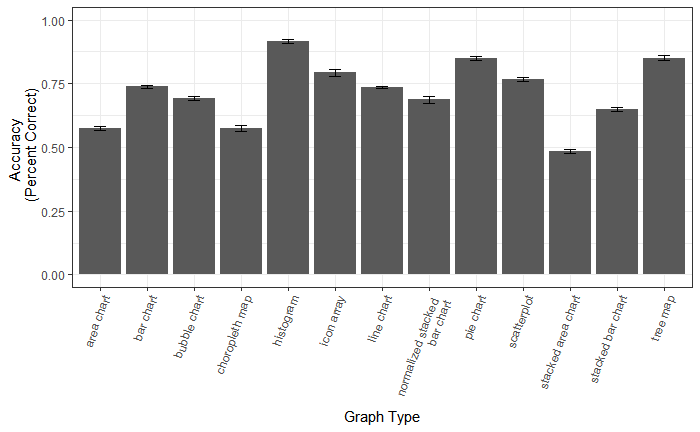 Accuracy
(Percent Correct)
1.00
0.75
0.50
0.25
0.00
area chart
bar chart
bubble chart
choropleth map
histogram
icon array
line chart
normalized stacked
bar chart
pie chart
scatterplot
stacked area chart
stacked bar chart
tree map
Graph Type